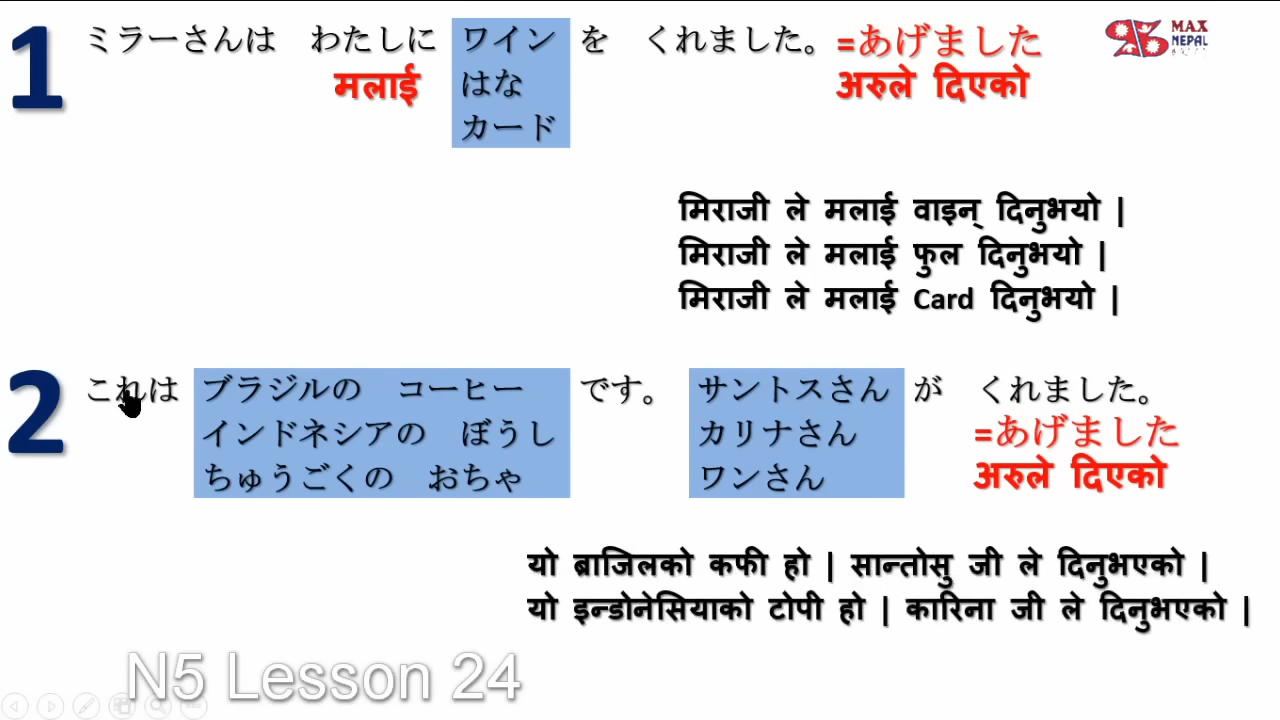 1 ミラーさんは わたしに ワイン を くれました。=あげました
मलाई はな अरुले दिएको
カード
MAX
NEPAL
मिराजी ले मलाई वाइन् दिनुभयो |
मिराजी ले मलाई फुल दिनुभयो |
मिराजी ले मलाई Card दिनुभयो |
2 これは ブラジルの コーヒー です。 サントスさん が くれました。
インドネシアの ぼうし カリナさん =あげました
ちゅうごくの おちゃ ワンさん अरुले दिएको
यो ब्राजिलको कफी हो | सान्तोसु जी ले दिनुभएको |
यो इन्डोनेसियाको टोपी हो | कारिना जी ले दिनुभएको |
N5 Lesson 24